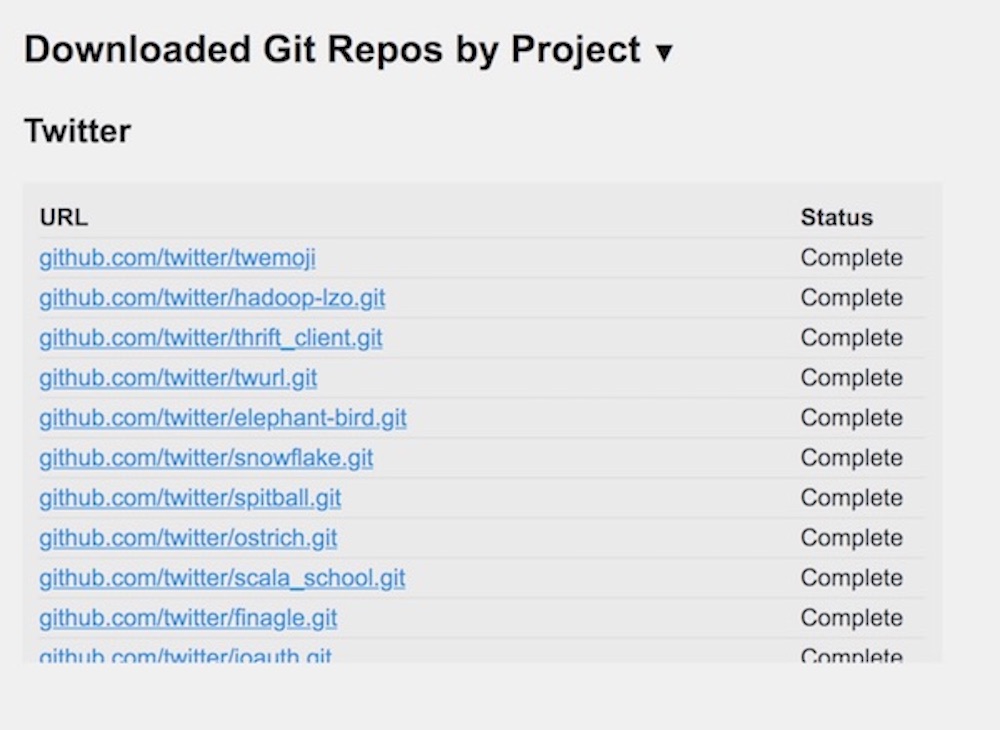 Downloaded Git Repos by Project ▼
Twitter
URL Status
github.com/twitter/twemoji Complete
github.com/twitter/hadoop-lzo.git Complete
github.com/twitter/thrift_client.git Complete
github.com/twitter/twurl.git Complete
github.com/twitter/elephant-bird.git Complete
github.com/twitter/snowflake.git Complete
github.com/twitter/spitball.git Complete
github.com/twitter/ostrich.git Complete
github.com/twitter/scala_school.git Complete
github.com/twitter/finagle.git Complete
github.com/twitter/joauth.git Complete